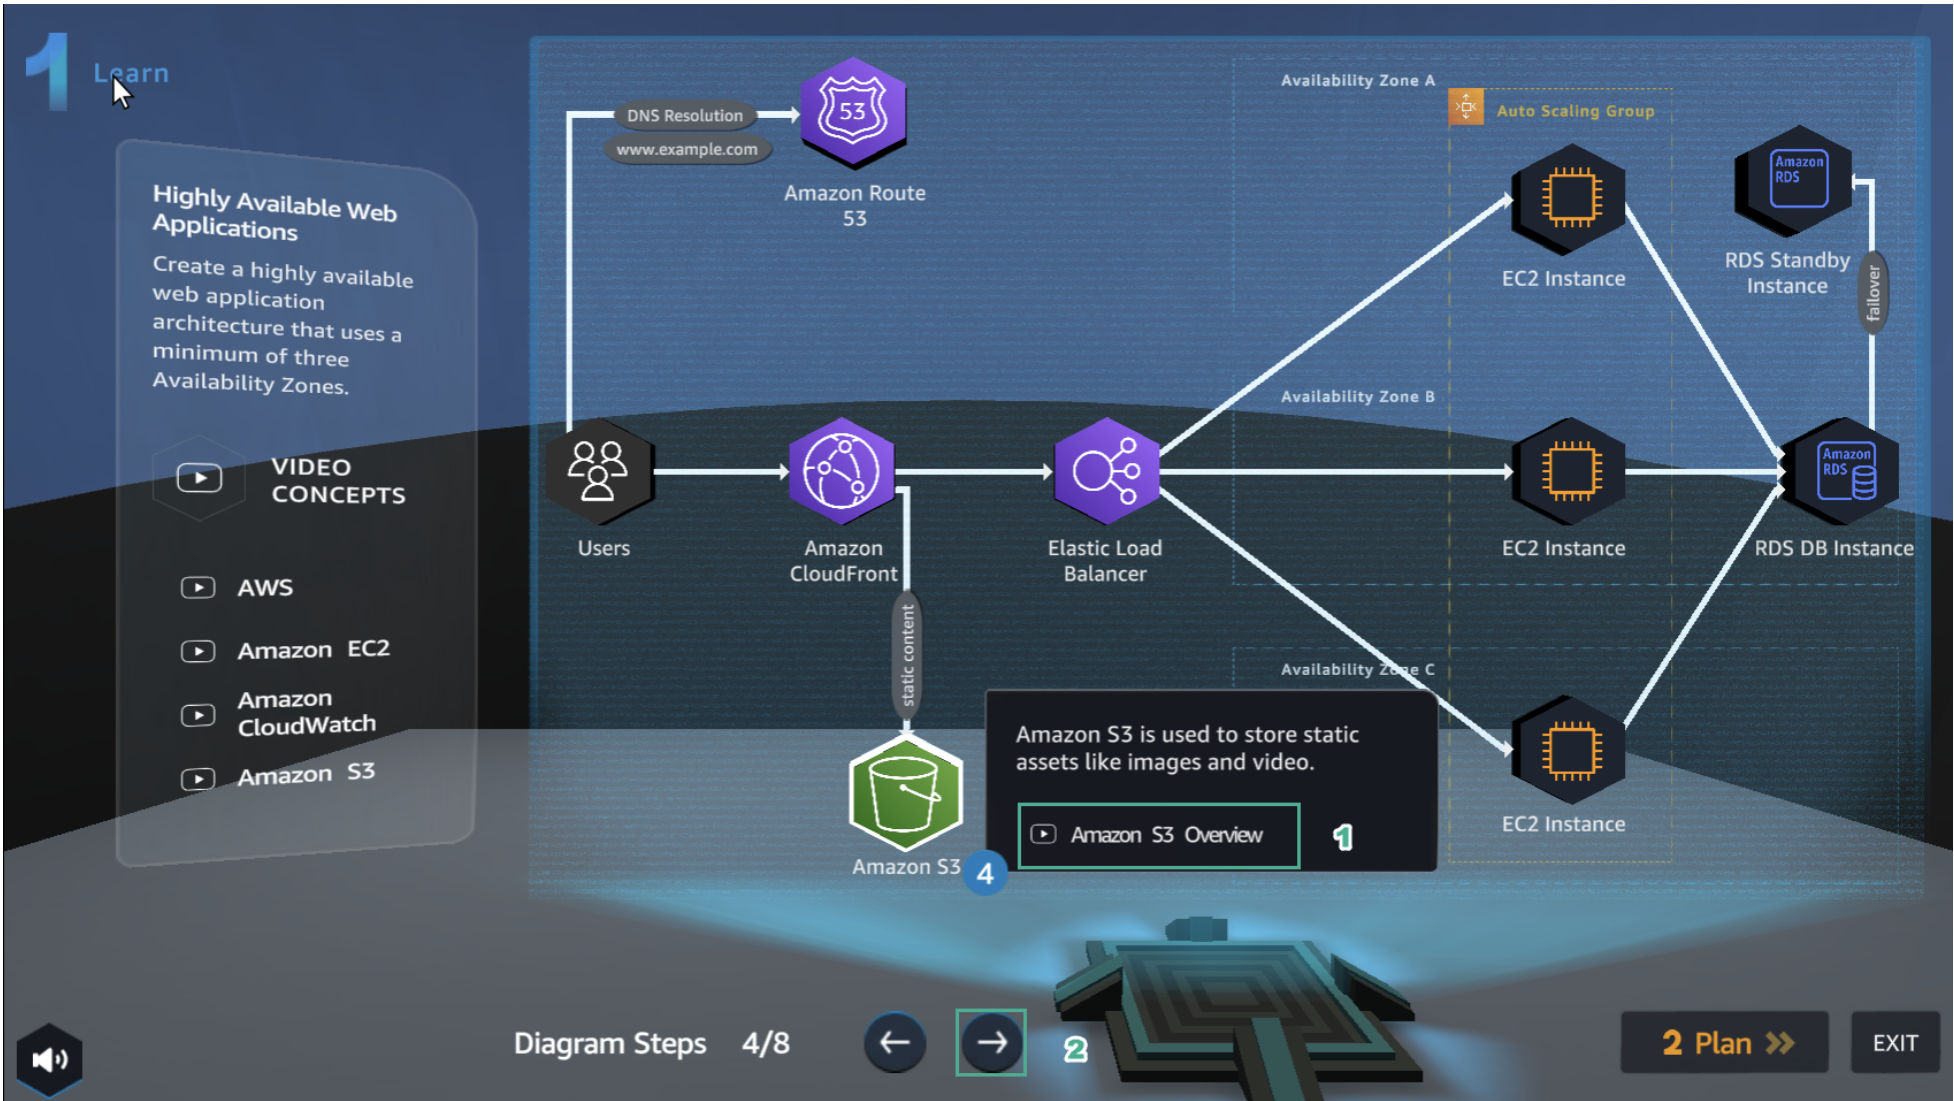 1 Learn
Highly Available Web
Applications
Create a highly available
web application
architecture that uses a
minimum of three
Availability Zones.
VIDEO
CONCEPTS
AWS
Amazon EC2
Amazon
CloudWatch
Amazon S3
DNS Resolution
www.example.com
53
Amazon Route
53
Availability Zone A
Auto Scaling Group
EC2 Instance
Amazon
RDS
RDS Standby
Instance
failover
Users
Amazon
CloudFront
Elastic Load
Balancer
Availability Zone B
EC2 Instance
Amazon
RDS
RDS DB Instance
static content
Availability Zone C
EC2 Instance
Amazon S3
4
Amazon S3 is used to store static
assets like images and video.
Amazon S3 Overview
1
Diagram Steps 4/8
2
2 Plan
EXIT